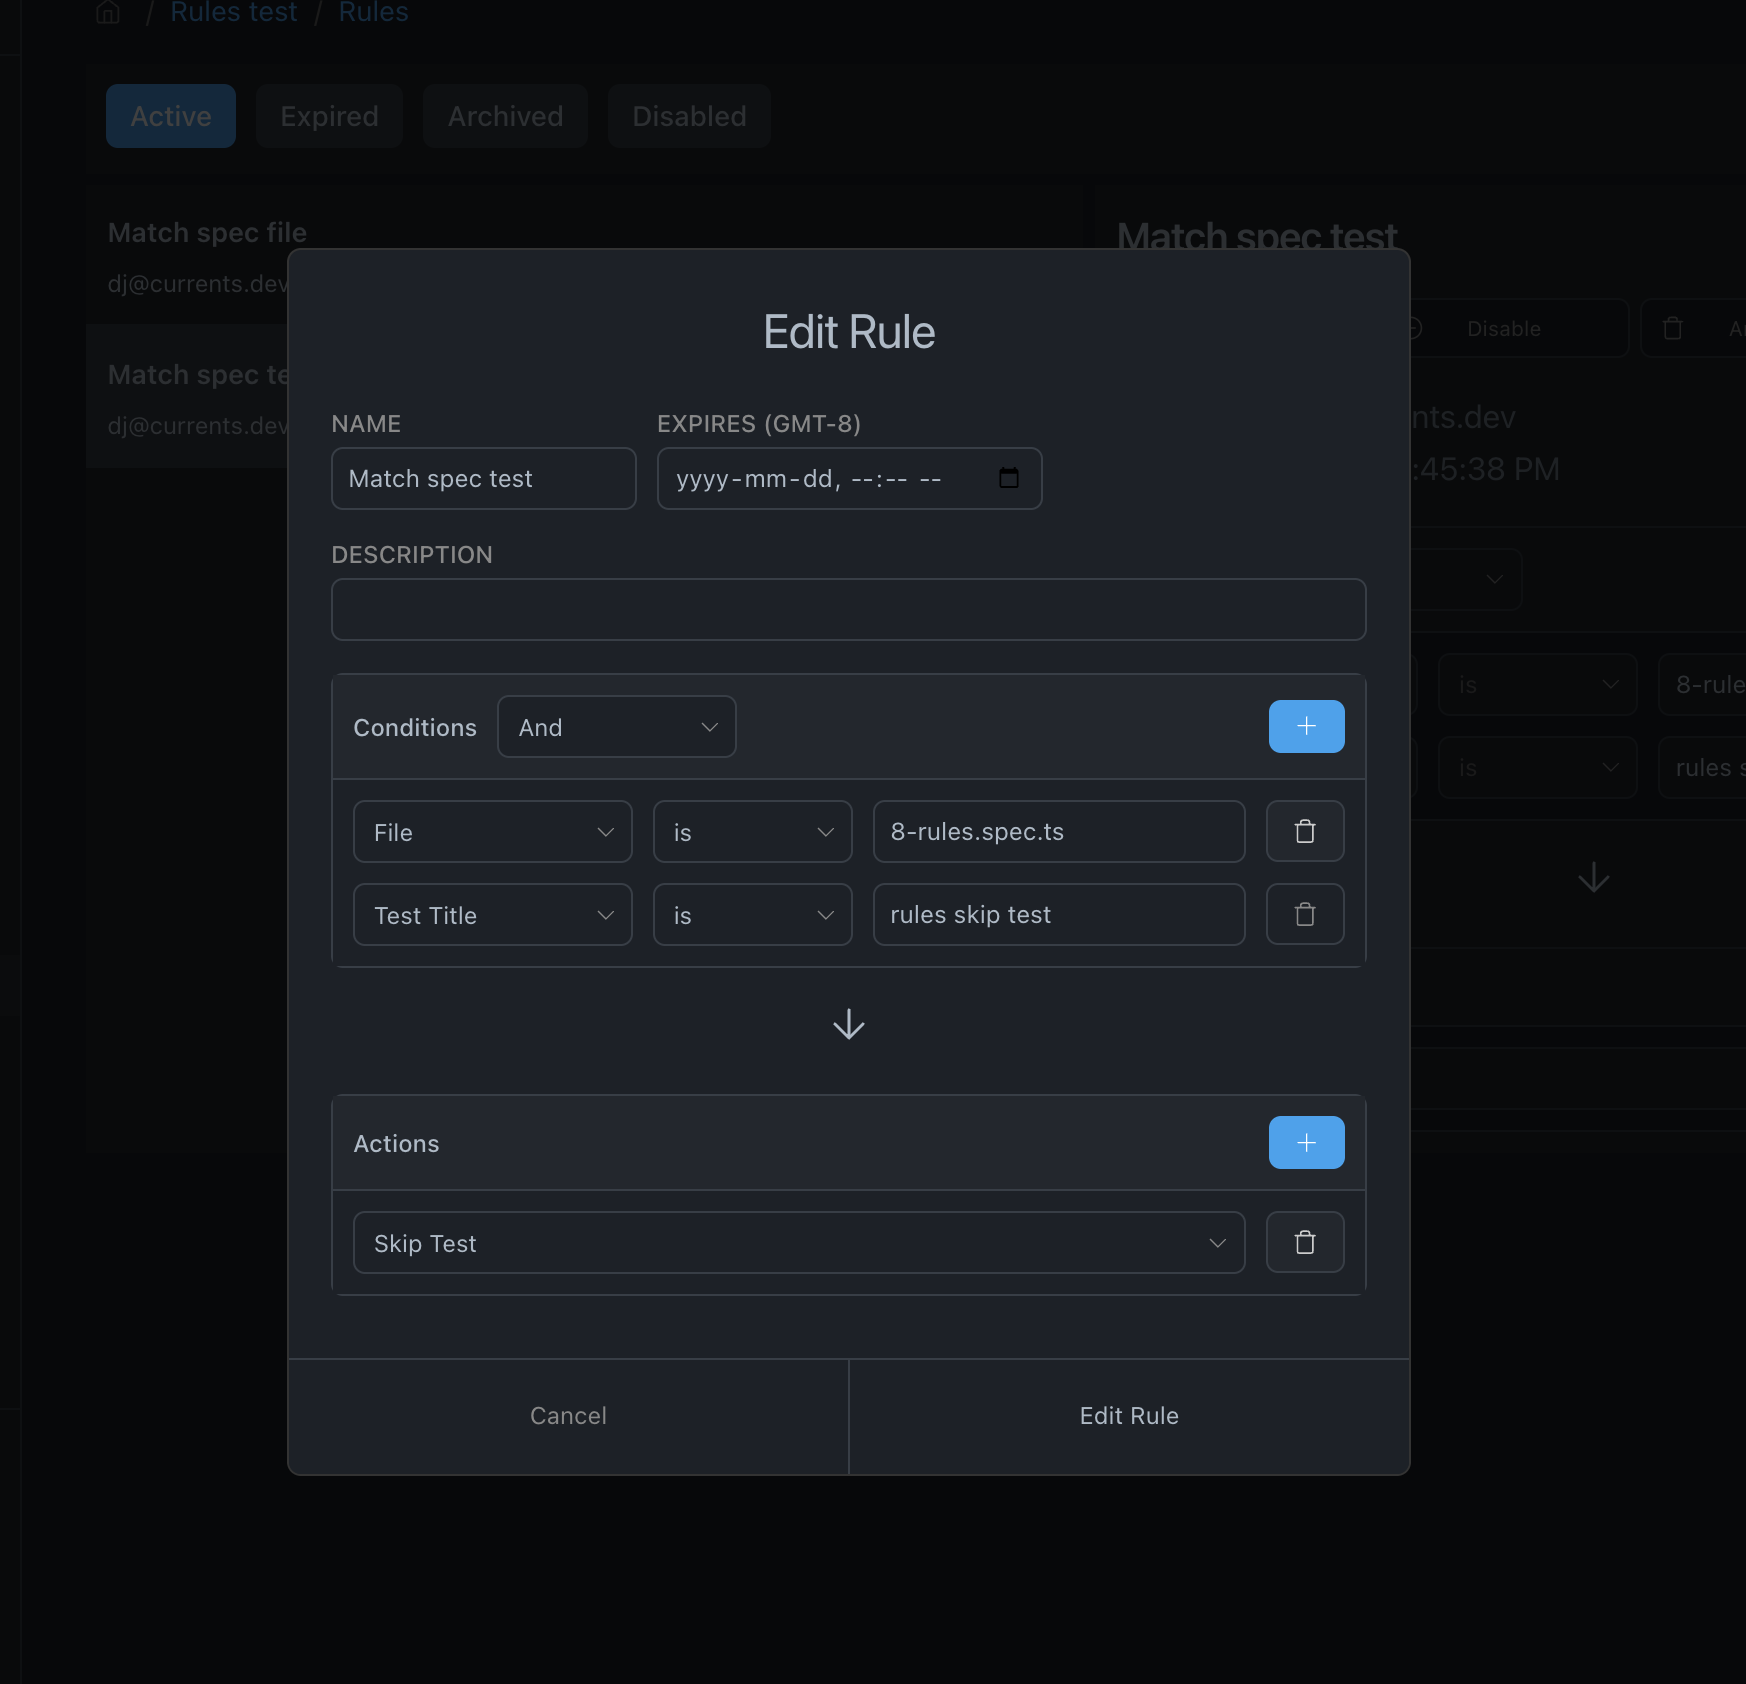 / Rules test / Rules
Active Expired Archived Disabled
Match spec file
dj@currents.dev
Match spec te
dj@currents.dev
Match spec test
Disable
nts.dev
:45:38 PM
is 8-rule
is rules s
Edit Rule
NAME EXPIRES (GMT-8)
Match spec test yyyy-mm-dd, --:-- --
DESCRIPTION
Conditions And +
File is 8-rules.spec.ts
Test Title is rules skip test
Actions +
Skip Test
Cancel Edit Rule